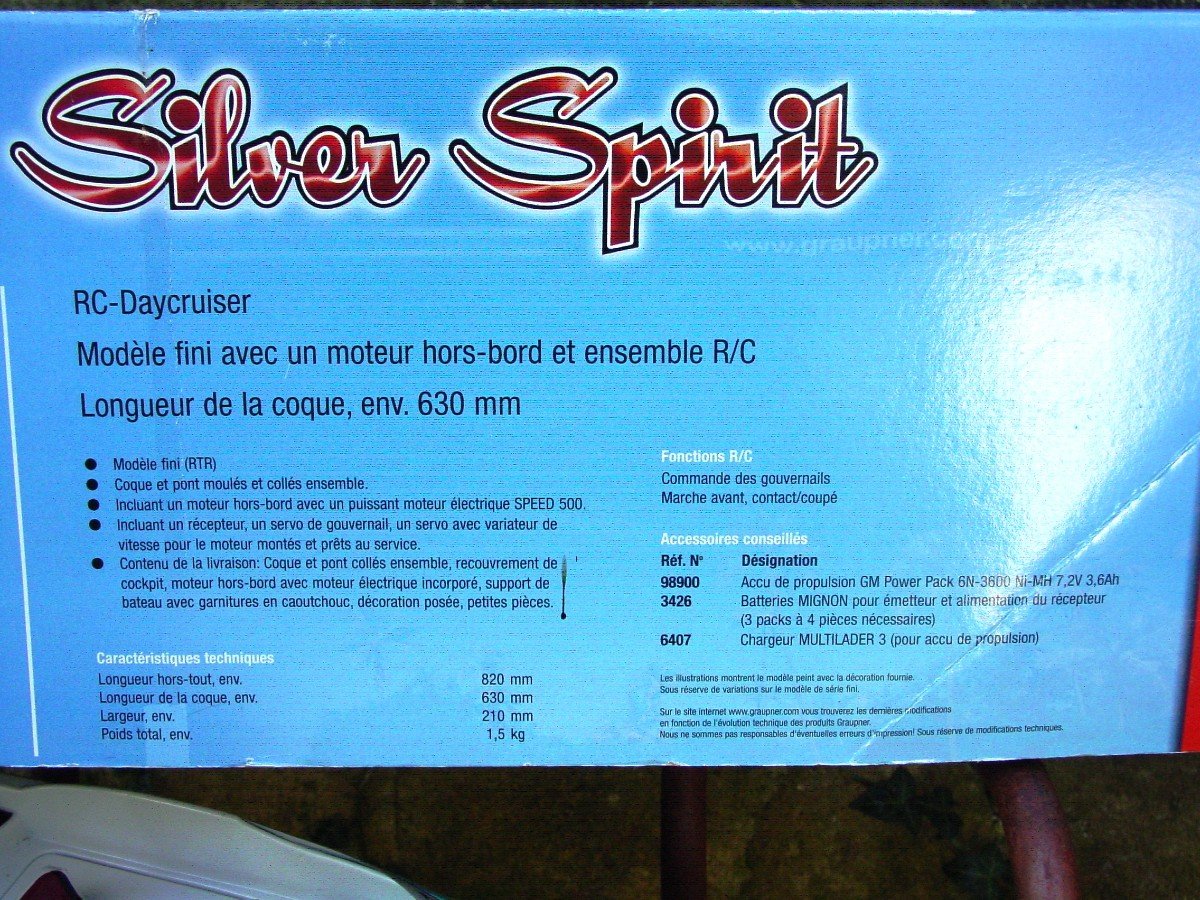 Silver Spirit
www.graupner.com
RC-Daycruiser
Modèle fini avec un moteur hors-bord et ensemble R/C
Longueur de la coque, env. 630 mm
● Modèle fini (RTR)
● Coque et pont moulés et collés ensemble.
● Incluant un moteur hors-bord avec un puissant moteur électrique SPEED 500.
● Incluant un récepteur, un servo de gouvernail, un servo avec variateur de
vitesse pour le moteur montés et prêts au service.
● Contenu de la livraison: Coque et pont collés ensemble, recouvrement de
cockpit, moteur hors-bord avec moteur électrique incorporé, support de
bateau avec garnitures en caoutchouc, décoration posée, petites pièces.
Caractéristiques techniques
Longueur hors-tout, env. 820 mm
Longueur de la coque, env. 630 mm
Largeur, env. 210 mm
Poids total, env. 1,5 kg
Fonctions R/C
Commande des gouvernails
Marche avant, contact/coupé
Accessoires conseillés
Réf. N° Désignation
98900 Accu de propulsion GM Power Pack 6N-3600 Ni-MH 7,2V 3,6Ah
3426 Batteries MIGNON pour émetteur et alimentation du récepteur
(3 packs à 4 pièces nécessaires)
6407 Chargeur MULTILADER 3 (pour accu de propulsion)
Les illustrations montrent le modèle peint avec la décoration fournie.
Sous réserve de variations sur le modèle de série fini.
Sur le site internet www.graupner.com vous trouverez les dernières modifications
en fonction de l'évolution technique des produits Graupner.
Nous ne sommes pas responsables d'éventuelles erreurs d'impression! Sous réserve de modifications techniques.